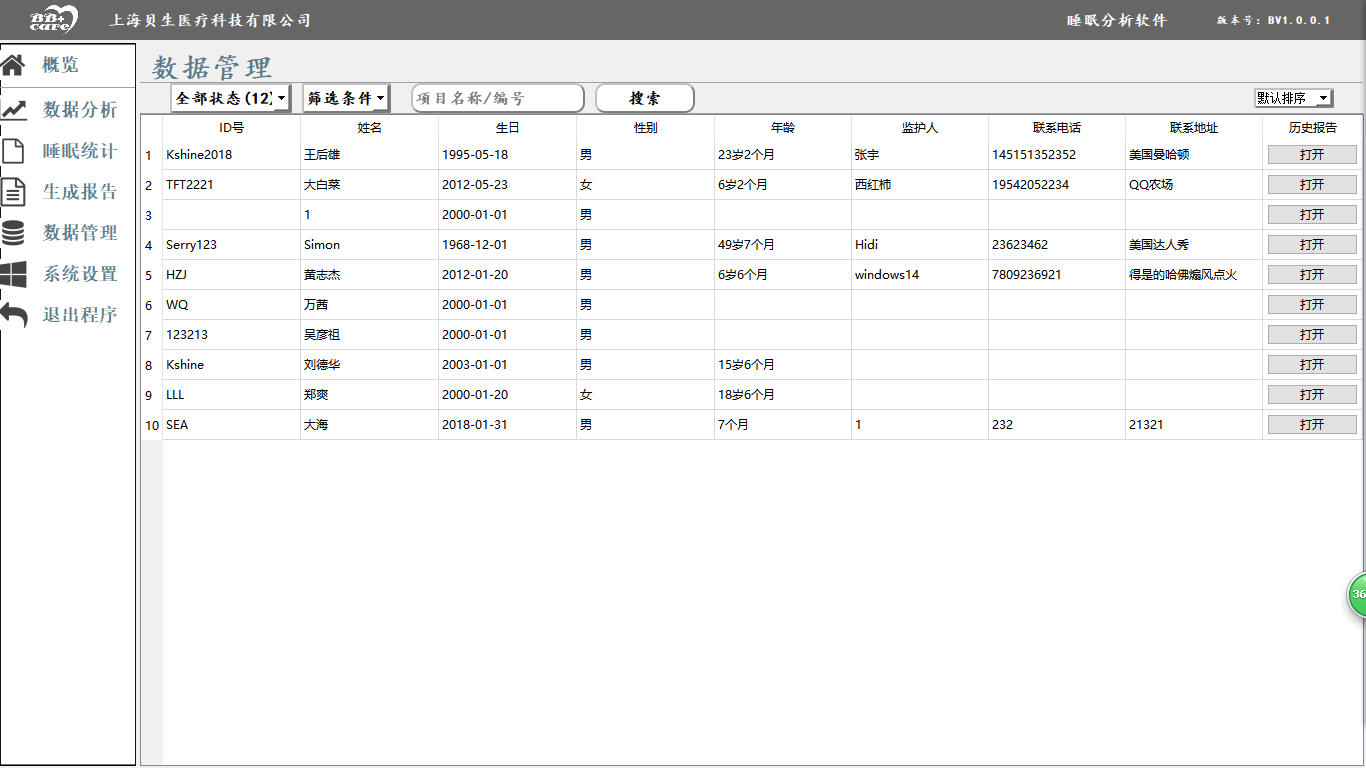 BB+
care
上海贝生医疗科技有限公司
睡眠分析软件
版本号: BV1.0.0.1
概览
数据分析
睡眠统计
生成报告
数据管理
系统设置
退出程序
数据管理
全部状态(12)
筛选条件
项目名称/编号
搜索
默认排序
ID号 姓名 生日 性别 年龄 监护人 联系电话 联系地址 历史报告
1 Kshine2018 王后雄 1995-05-18 男 23岁2个月 张宇 145151352352 美国曼哈顿 打开
2 TFT2221 大白菜 2012-05-23 女 6岁2个月 西红柿 19542052234 QQ农场 打开
3 1 2000-01-01 男 打开
4 Serry123 Simon 1968-12-01 男 49岁7个月 Hidi 23623462 美国达人秀 打开
5 HZJ 黄志杰 2012-01-20 男 6岁6个月 windows14 7809236921 得是的哈佛煽风点火 打开
6 WQ 万茜 2000-01-01 男 打开
7 123213 吴彦祖 2000-01-01 男 打开
8 Kshine 刘德华 2003-01-01 男 15岁6个月 打开
9 LLL 郑爽 2000-01-20 女 18岁6个月 打开
10 SEA 大海 2018-01-31 男 7个月 1 232 21321 打开
36